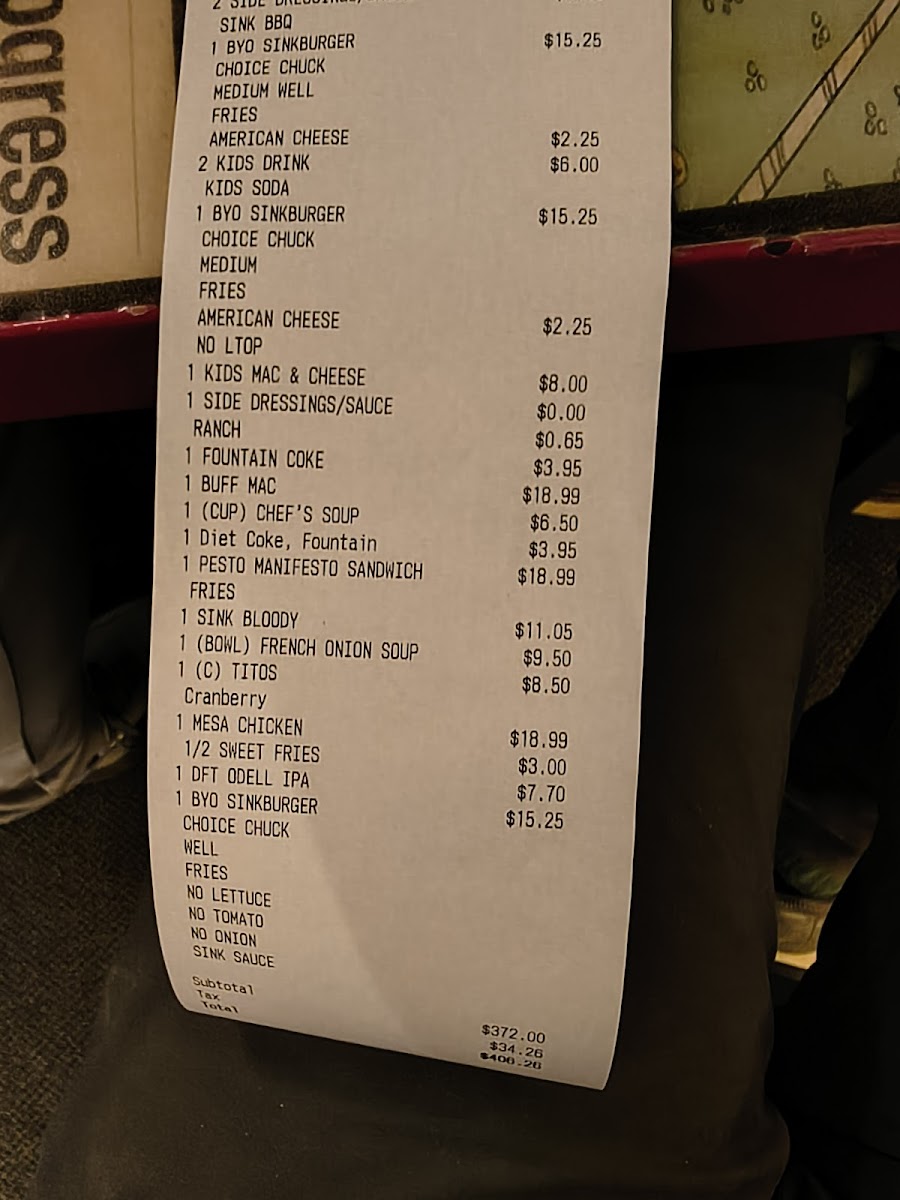 ogress
2 SIDE
SINK BBQ
1 BYO SINKBURGER $15.25
CHOICE CHUCK
MEDIUM WELL
FRIES
AMERICAN CHEESE $2.25
2 KIDS DRINK $6.00
KIDS SODA
1 BYO SINKBURGER $15.25
CHOICE CHUCK
MEDIUM
FRIES
AMERICAN CHEESE $2.25
NO LTOP
1 KIDS MAC & CHEESE $8.00
1 SIDE DRESSINGS/SAUCE $0.00
RANCH $0.65
1 FOUNTAIN COKE $3.95
1 BUFF MAC $18.99
1 (CUP) CHEF'S SOUP $6.50
1 Diet Coke, Fountain $3.95
1 PESTO MANIFESTO SANDWICH $18.99
FRIES
1 SINK BLOODY $11.05
1 (BOWL) FRENCH ONION SOUP $9.50
1 (C) TITOS $8.50
Cranberry
1 MESA CHICKEN $18.99
1/2 SWEET FRIES $3.00
1 DFT ODELL IPA $7.70
1 BYO SINKBURGER $15.25
CHOICE CHUCK
WELL
FRIES
NO LETTUCE
NO TOMATO
NO ONION
SINK SAUCE
Subtotal $372.00
Tax $34.26
Total $406.26